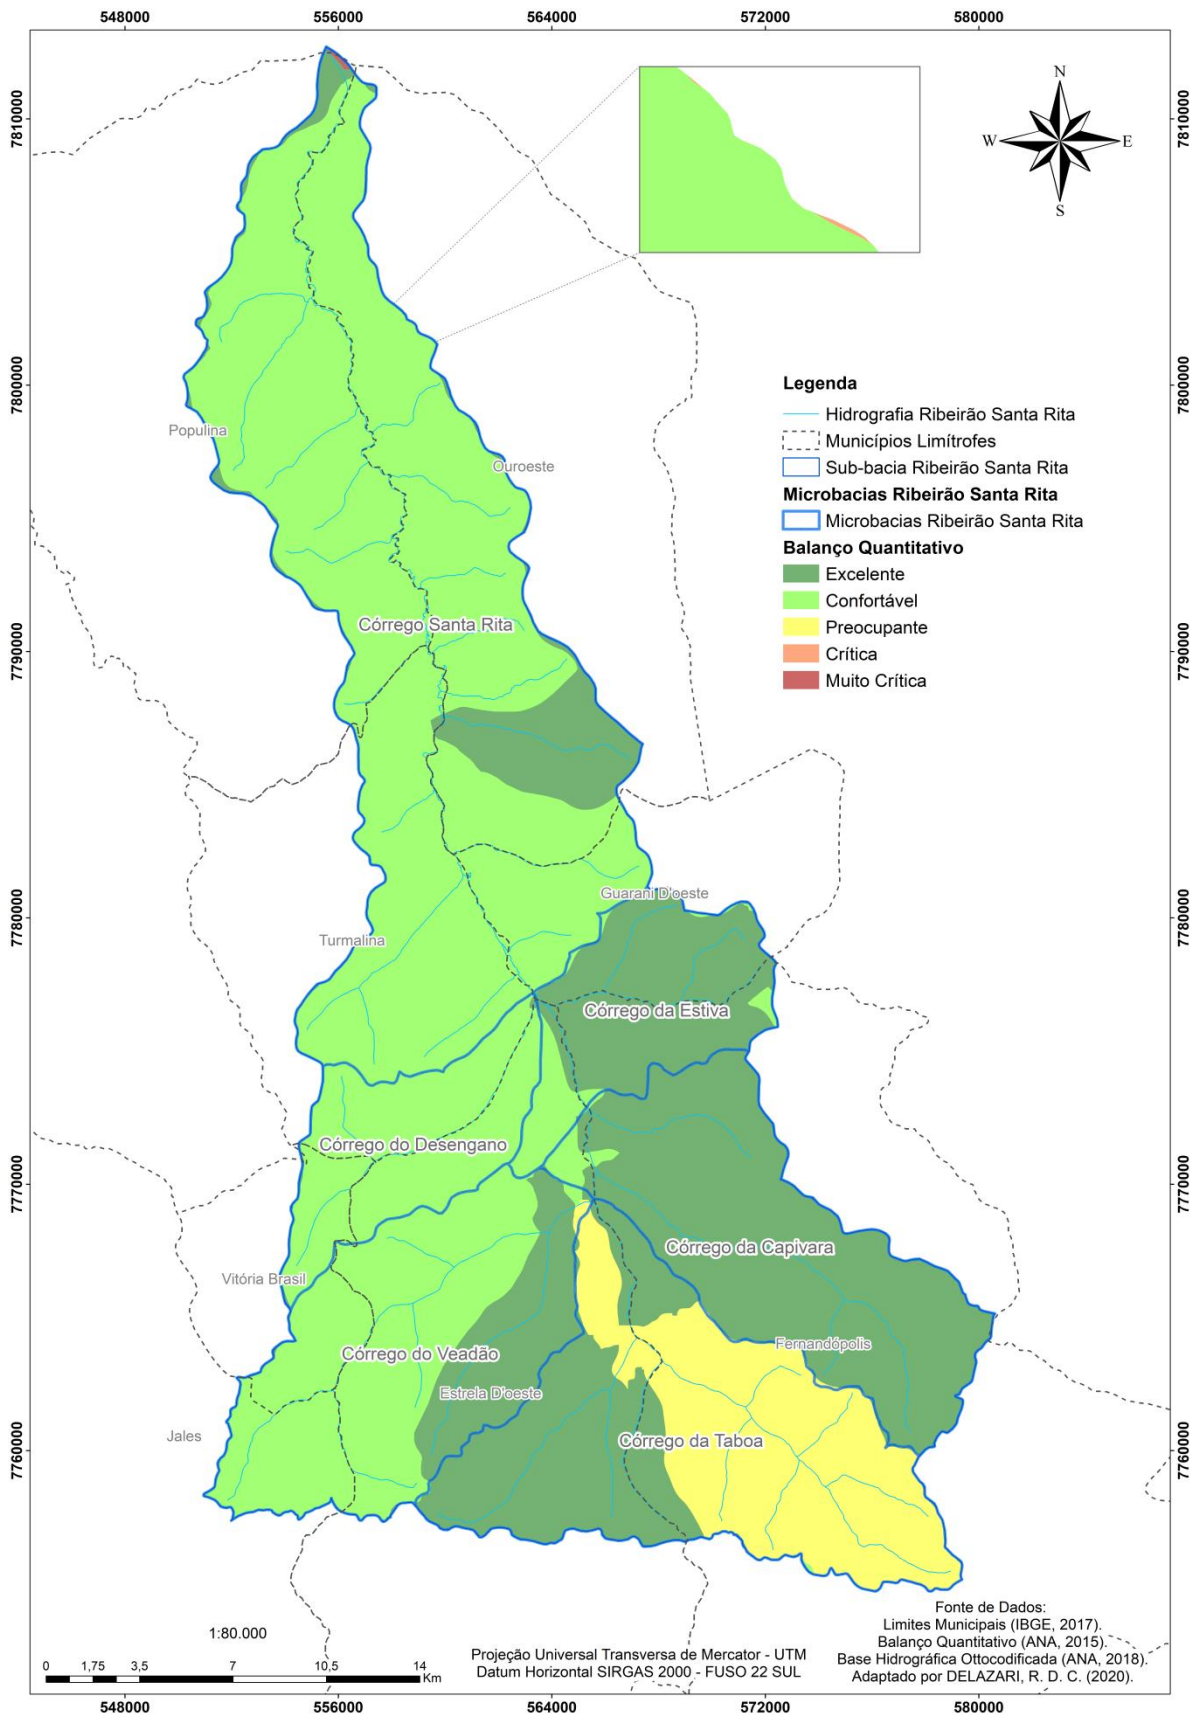 548000 556000 564000 572000 580000
7810000 7810000
N
W E
S
7800000 7800000
Legenda
Hidrografia Ribeirão Santa Rita
Municípios Limítrofes
Sub-bacia Ribeirão Santa Rita
Microbacias Ribeirão Santa Rita
Microbacias Ribeirão Santa Rita
Balanço Quantitativo
Excelente
Confortável
Preocupante
Crítica
Muito Crítica
Populina
Ouroeste
Córrego Santa Rita
7790000 7790000
Guarani D'oeste
7780000 7780000
Turmalina
Córrego da Estiva
Córrego do Desengano
7770000 7770000
Córrego da Capivara
Vitória Brasil
Fernandópolis
Córrego do Veadão
Estrela D'oeste
Jales
Córrego da Taboa
7760000 7760000
1:80.000
0 1,75 3,5 7 10,5 14
Km
Projeção Universal Transversa de Mercator - UTM
Datum Horizontal SIRGAS 2000 - FUSO 22 SUL
Fonte de Dados:
Limites Municipais (IBGE, 2017).
Balanço Quantitativo (ANA, 2015).
Base Hidrográfica Ottocodificada (ANA, 2018).
Adaptado por DELAZARI, R. D. C. (2020).
548000 556000 564000 572000 580000